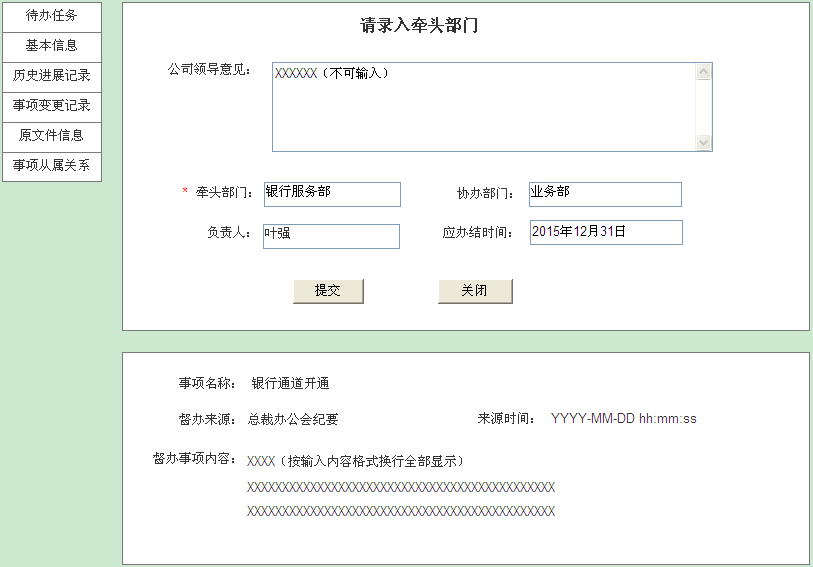 待办任务
基本信息
历史进展记录
事项变更记录
原文件信息
事项从属关系
请录入牵头部门
公司领导意见： XXXXXX（不可输入）
* 牵头部门： 银行服务部 协办部门： 业务部
负责人： 叶强 应办结时间： 2015年12月31日
提交 关闭
事项名称： 银行通道开通
督办来源： 总裁办公会纪要 来源时间： YYYY-MM-DD hh:mm:ss
督办事项内容： XXXX（按输入内容格式换行全部显示）
XXXXXXXXXXXXXXXXXXXXXXXXXXXXXXXXXXXXXXXXXXXX
XXXXXXXXXXXXXXXXXXXXXXXXXXXXXXXXXXXXXXXXXXXX